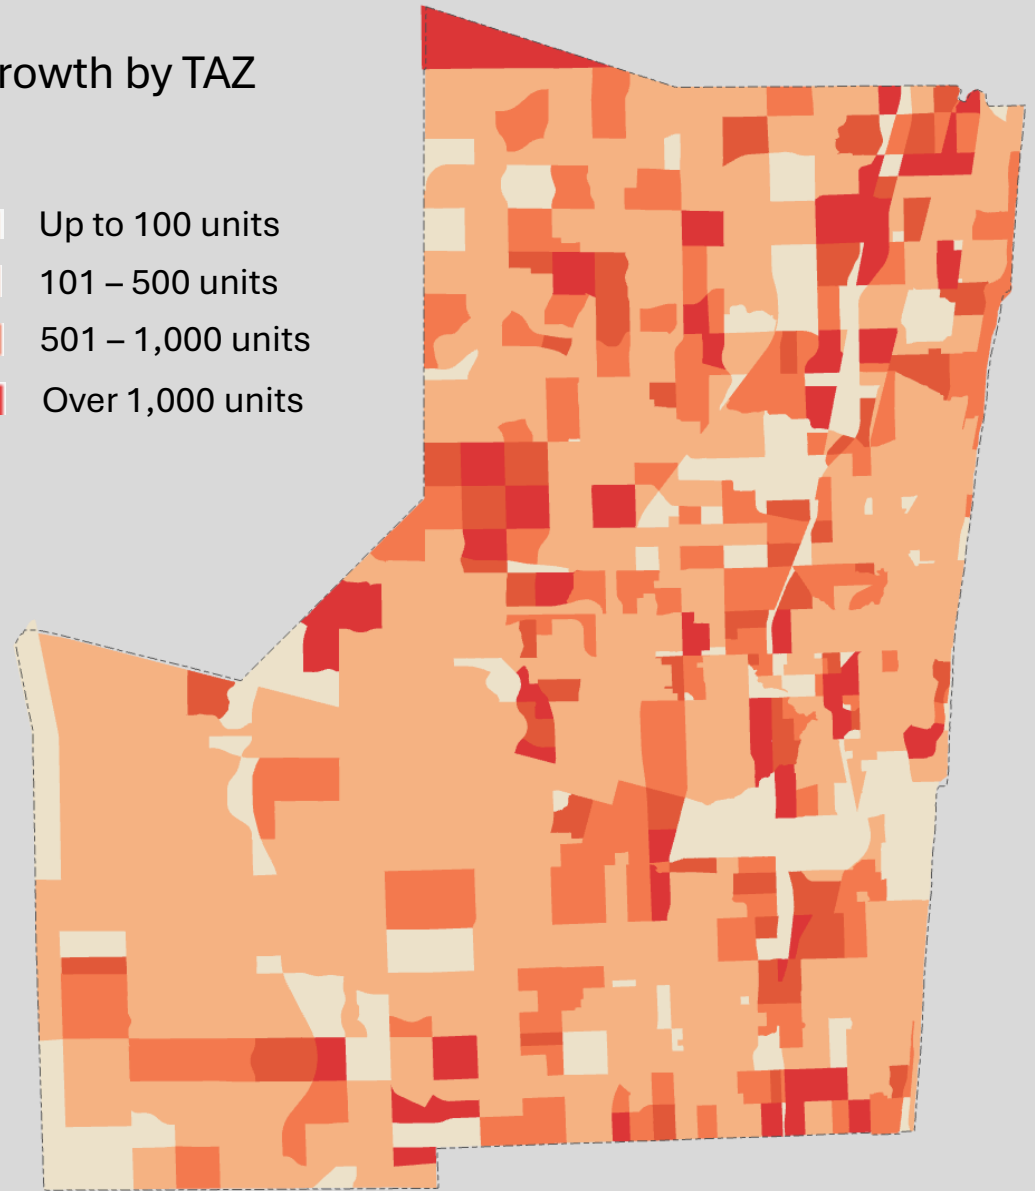 rowth by TAZ
Up to 100 units
101 – 500 units
501 – 1,000 units
Over 1,000 units